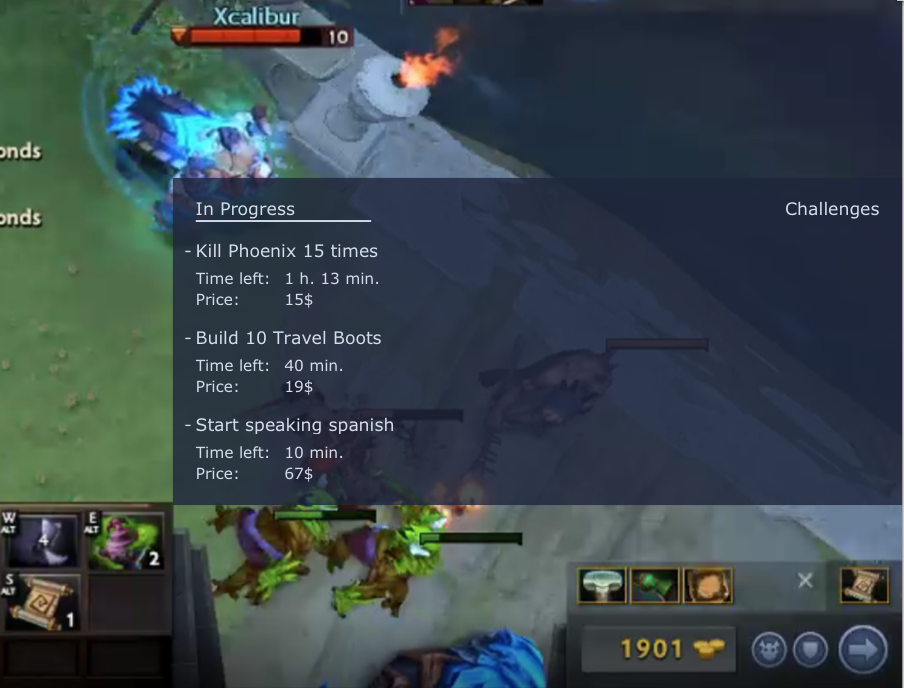 Xcalibur
10
onds
onds
In Progress
Challenges
- Kill Phoenix 15 times
Time left: 1 h. 13 min.
Price: 15$
- Build 10 Travel Boots
Time left: 40 min.
Price: 19$
- Start speaking spanish
Time left: 10 min.
Price: 67$
W
ALT
4
E
ALT
2
S
ALT
1
1901